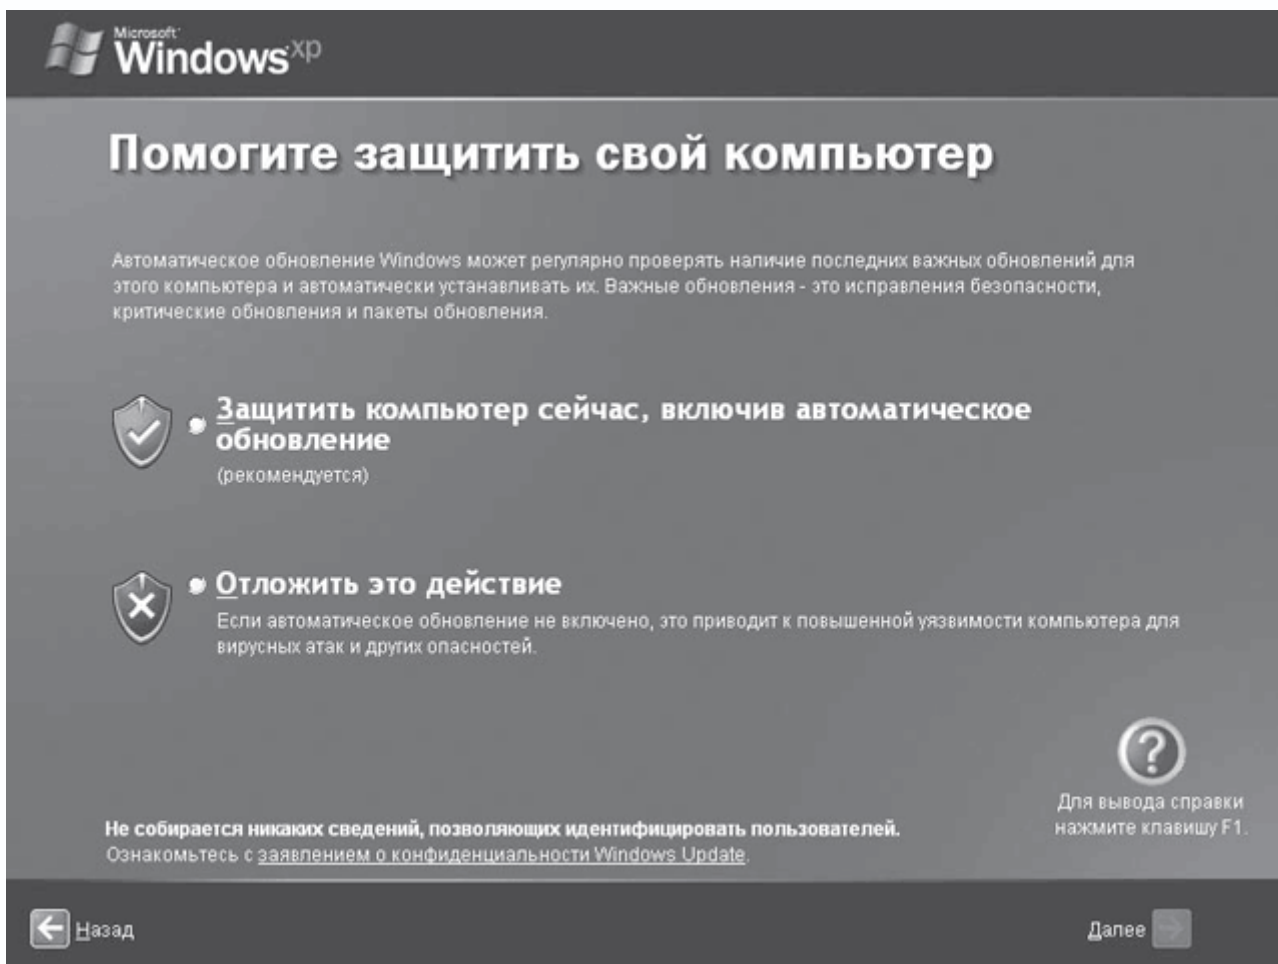 Microsoft
Windows xp
Помогите защитить свой компьютер
Автоматическое обновление Windows может регулярно проверять наличие последних важных обновлений для
этого компьютера и автоматически устанавливать их. Важные обновления - это исправления безопасности,
критические обновления и пакеты обновления.
Защитить компьютер сейчас, включив автоматическое
обновление
(рекомендуется)
Отложить это действие
Если автоматическое обновление не включено, это приводит к повышенной уязвимости компьютера для
вирусных атак и других опасностей.
?
Для вывода справки
нажмите клавишу F1.
Не собирается никаких сведений, позволяющих идентифицировать пользователей.
Ознакомьтесь с заявлением о конфиденциальности Windows Update.
Назад
Далее